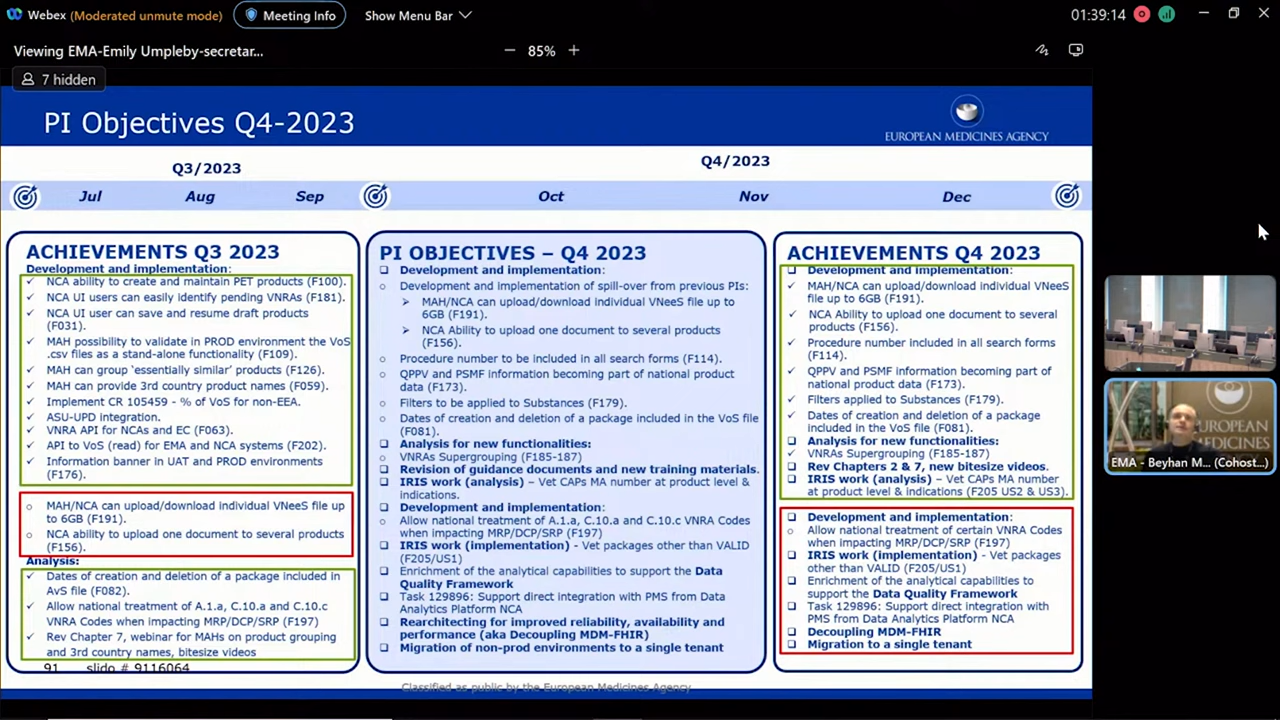 Webex (Moderated unmute mode) Meeting Info Show Menu Bar 01:39:14
Viewing EMA-Emily Umpleby-secretar... 85%
7 hidden
PI Objectives Q4-2023
EUROPEAN MEDICINES AGENCY
Q3/2023
Q4/2023
Jul Aug Sep Oct Nov Dec
ACHIEVEMENTS Q3 2023
Development and implementation:
NCA ability to create and maintain PET products (F100).
NCA UI users can easily identify pending VNRAs (F181).
NCA UI user can save and resume draft products
(F031).
MAH possibility to validate in PROD environment the VoS
.csv files as a stand-alone functionality (F109).
MAH can group ‘essentially similar’ products (F126).
MAH can provide 3rd country product names (F059).
Implement CR 105459 - % of VoS for non-EEA.
ASU-UPD integration.
VNRA API for NCAs and EC (F063).
API to VoS (read) for EMA and NCA systems (F202).
Information banner in UAT and PROD environments
(F176).
MAH/NCA can upload/download individual VNeeS file up
to 6GB (F191).
NCA ability to upload one document to several products
(F156).
Analysis:
Dates of creation and deletion of a package included in
AvS file (F082).
Allow national treatment of A.1.a, C.10.a and C.10.c
VNRA Codes when impacting MRP/DCP/SRP (F197)
Rev Chapter 7, webinar for MAHs on product grouping
and 3rd country names, bitesize videos
91 slido # 9116064
PI OBJECTIVES – Q4 2023
Development and implementation:
Development and implementation of spill-over from previous PIs:
MAH/NCA can upload/download individual VNeeS file up to
6GB (F191).
NCA Ability to upload one document to several products
(F156).
Procedure number to be included in all search forms (F114).
QPPV and PSMF information becoming part of national product
data (F173).
Filters to be applied to Substances (F179).
Dates of creation and deletion of a package included in the VoS file
(F081).
Analysis for new functionalities:
VNRAs Supergrouping (F185-187)
Revision of guidance documents and new training materials.
IRIS work (analysis) – Vet CAPs MA number at product level &
indications.
Development and implementation:
Allow national treatment of A.1.a, C.10.a and C.10.c VNRA Codes
when impacting MRP/DCP/SRP (F197)
IRIS work (implementation) - Vet packages other than VALID
(F205/US1)
Enrichment of the analytical capabilities to support the Data
Quality Framework
Task 129896: Support direct integration with PMS from Data
Analytics Platform NCA
Rearchitecting for improved reliability, availability and
performance (aka Decoupling MDM-FHIR)
Migration of non-prod environments to a single tenant
Classified as public by the European Medicines Agency
ACHIEVEMENTS Q4 2023
Development and implementation:
MAH/NCA can upload/download individual VNeeS
file up to 6GB (F191).
NCA Ability to upload one document to several
products (F156).
Procedure number included in all search forms
(F114).
QPPV and PSMF information becoming part of
national product data (F173).
Filters applied to Substances (F179).
Dates of creation and deletion of a package
included in the VoS file (F081).
Analysis for new functionalities:
VNRAs Supergrouping (F185-187)
Rev Chapters 2 & 7, new bitesize videos.
IRIS work (analysis) – Vet CAPs MA number
at product level & indications (F205 US2 & US3).
Development and implementation:
Allow national treatment of certain VNRA Codes
when impacting MRP/DCP/SRP (F197)
IRIS work (implementation) - Vet packages
other than VALID (F205/US1)
Enrichment of the analytical capabilities to
support the Data Quality Framework
Task 129896: Support direct integration with
PMS from Data Analytics Platform NCA
Decoupling MDM-FHIR
Migration to a single tenant
EUROPEAN
MEDICINES
EMA - Beyhan M... (Cohost...)